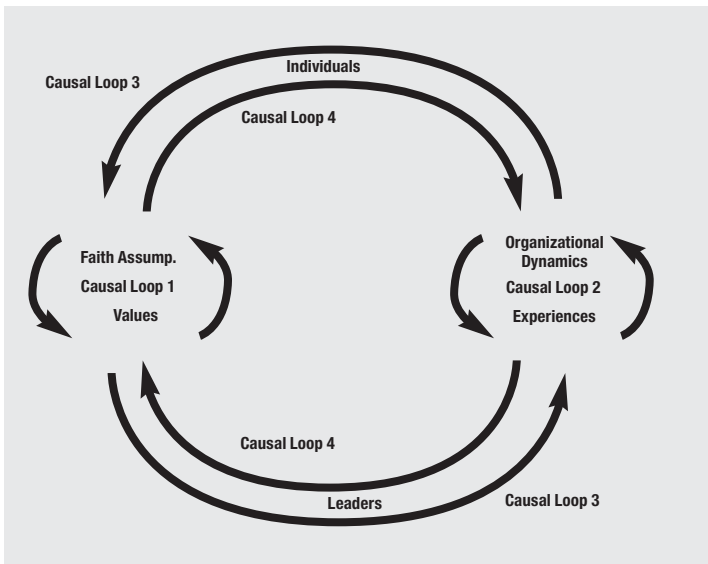 Individuals
Causal Loop 3
Causal Loop 4
Faith Assump.
Causal Loop 1
Values
Organizational
Dynamics
Causal Loop 2
Experiences
Causal Loop 4
Leaders
Causal Loop 3